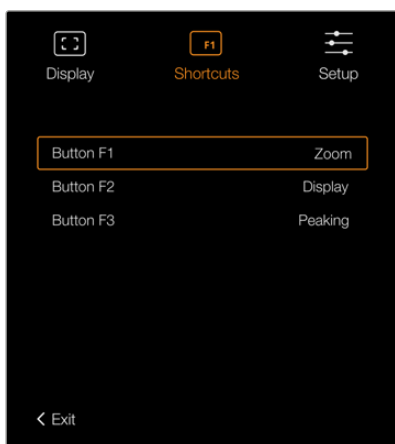 F1
Display Shortcuts Setup
Button F1 Zoom
Button F2 Display
Button F3 Peaking
Exit